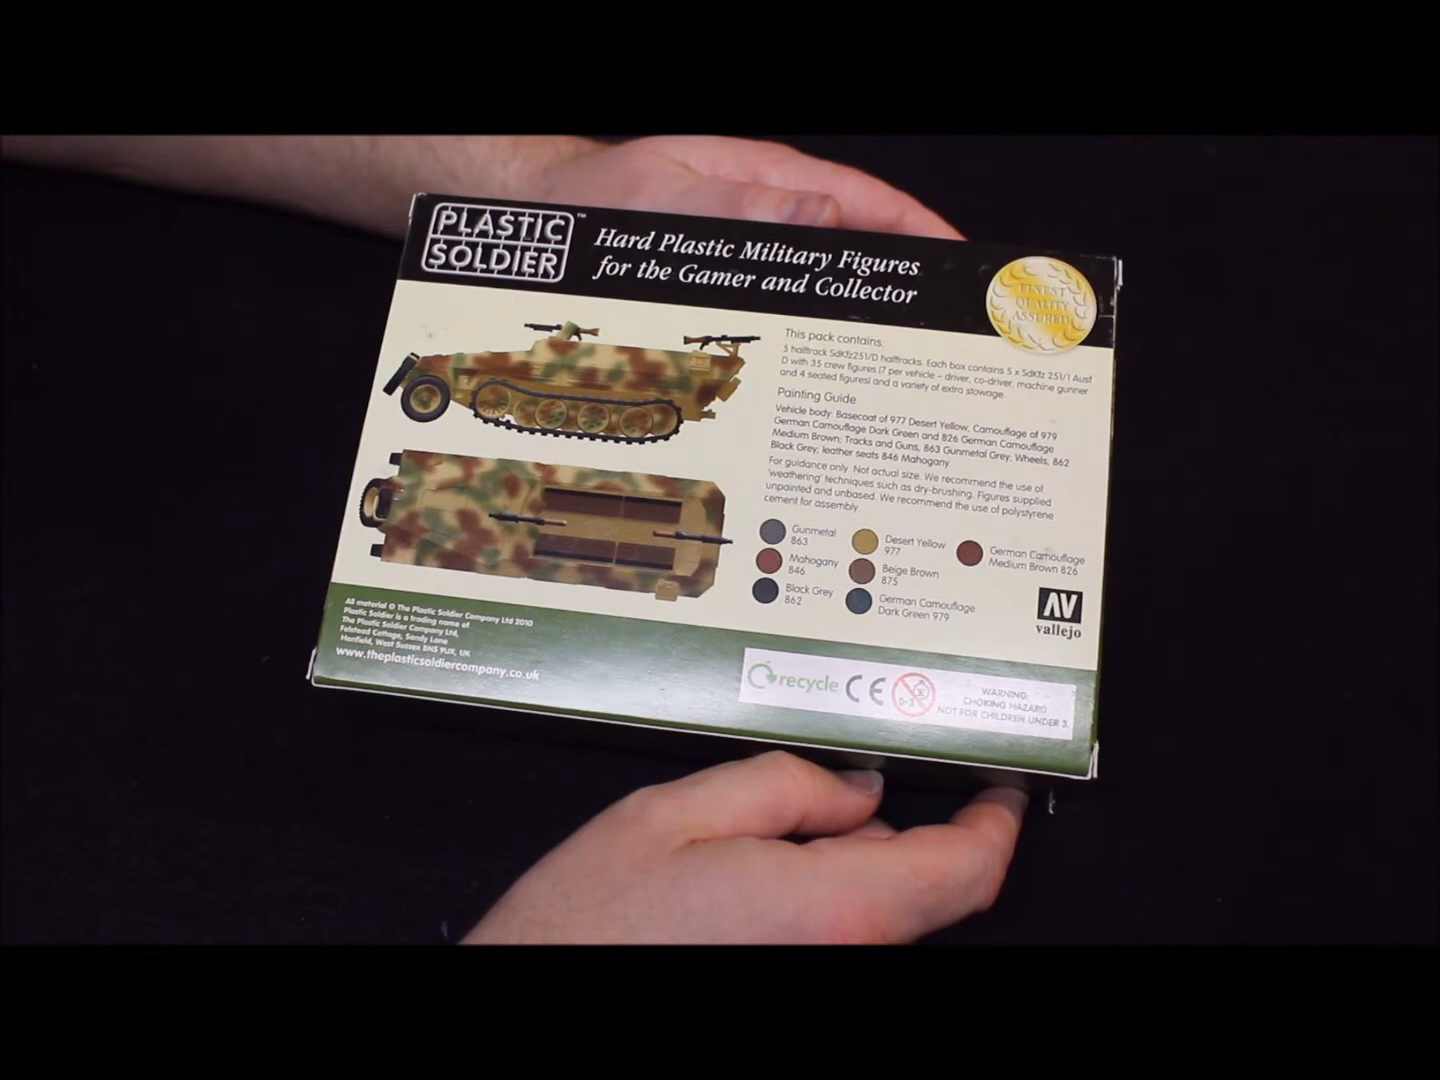 PLASTIC
SOLDIER
™
Hard Plastic Military Figures
for the Gamer and Collector
FINEST
QUALITY
ASSURED
This pack contains:
5 halftrack SdKfz251/D halftracks. Each box contains 5 x SdKfz 251/1 Ausf
D with 35 crew figures (7 per vehicle – driver, co-driver, machine gunner
and 4 seated figures) and a variety of extra stowage.
Painting Guide
Vehicle body: Basecoat of 977 Desert Yellow, Camouflage of 979
German Camouflage Dark Green and 826 German Camouflage
Medium Brown; Tracks and Guns, 863 Gunmetal Grey; Wheels, 862
Black Grey; leather seats 846 Mahogany
For guidance only. Not actual size. We recommend the use of
'weathering' techniques such as dry-brushing. Figures supplied
unpainted and unbased. We recommend the use of polystyrene
cement for assembly
Gunmetal
863
Desert Yellow
977
German Camouflage
Medium Brown 826
Mahogany
846
Beige Brown
875
Black Grey
862
German Camouflage
Dark Green 979
AV
vallejo
All material © The Plastic Soldier Company Ltd 2010
Plastic Soldier is a trading name of
The Plastic Soldier Company Ltd,
Felstead Cottage, Sandy Lane
Henfield, West Sussex BN5 9UX, UK
www.theplasticsoldiercompany.co.uk
recycle
CE
0-3
WARNING:
CHOKING HAZARD
NOT FOR CHILDREN UNDER 3.